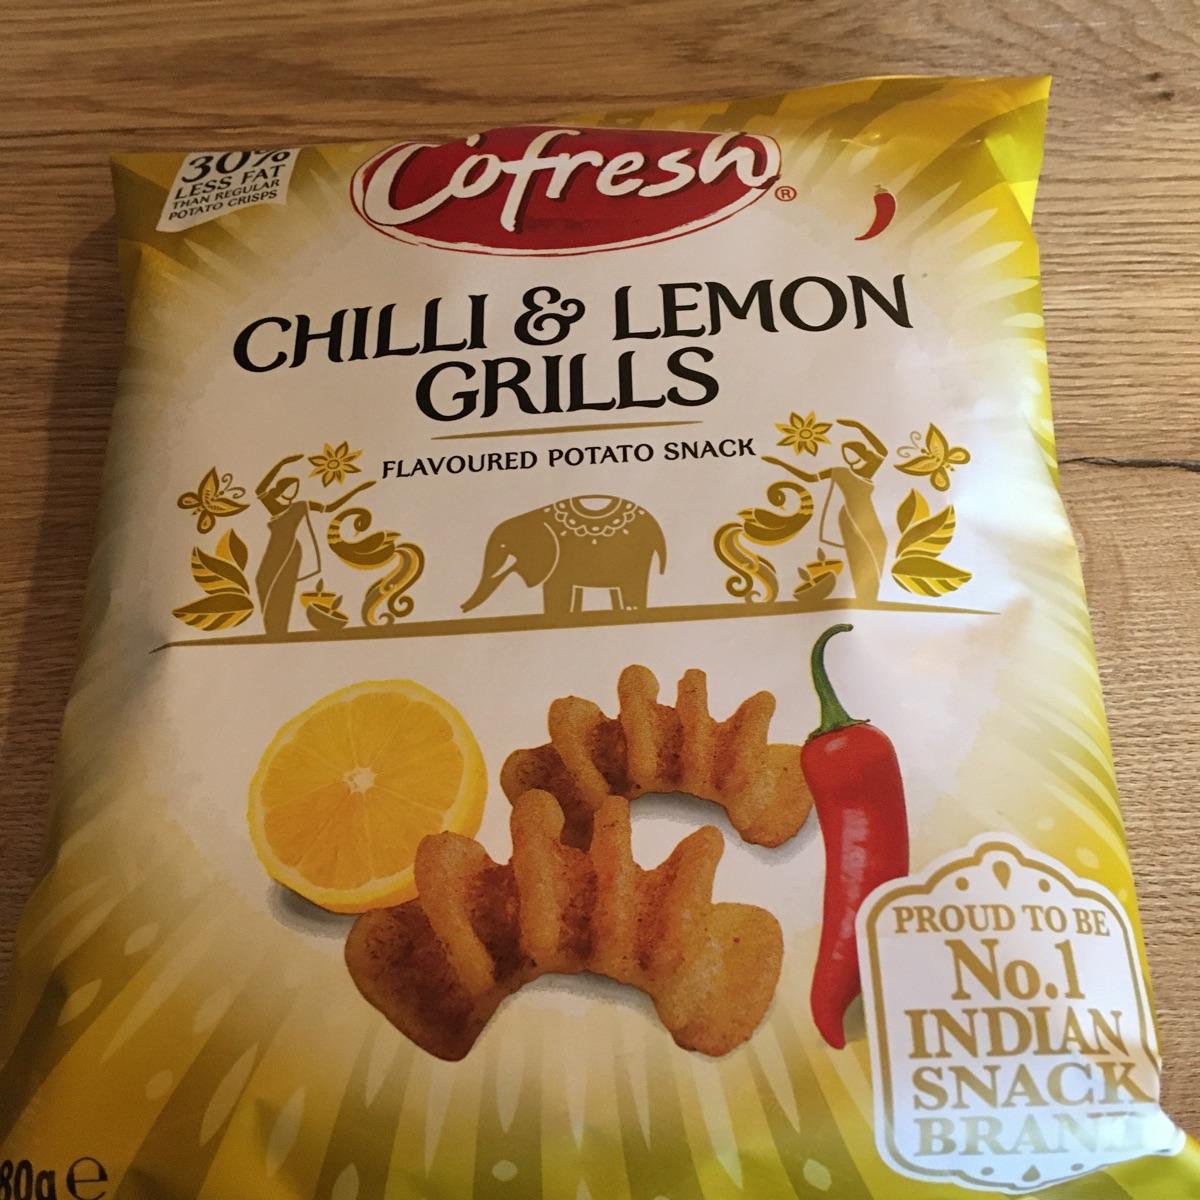 30%
LESS FAT
THAN REGULAR
POTATO CRISPS
Cofresh®
CHILLI & LEMON
GRILLS
FLAVOURED POTATO SNACK
PROUD TO BE
No.1
INDIAN
SNACK
BRAND
80g e